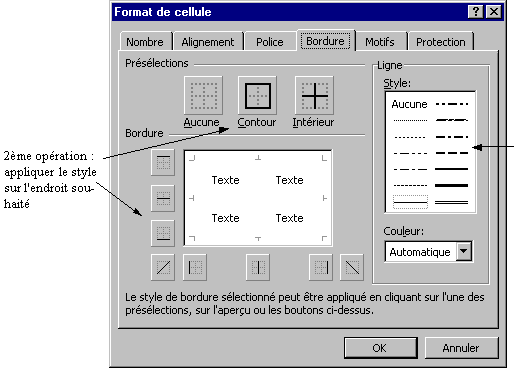 Format de cellule
Nombre Alignement Police Bordure Motifs Protection
Présélections
Aucune Contour Intérieur
Bordure
Texte Texte
Texte Texte
Ligne
Style:
Aucune
Couleur:
Automatique
2ème opération :
appliquer le style
sur l'endroit sou-
haité
Le style de bordure sélectionné peut être appliqué en cliquant sur l'une des
présélections, sur l'aperçu ou les boutons ci-dessus.
OK Annuler